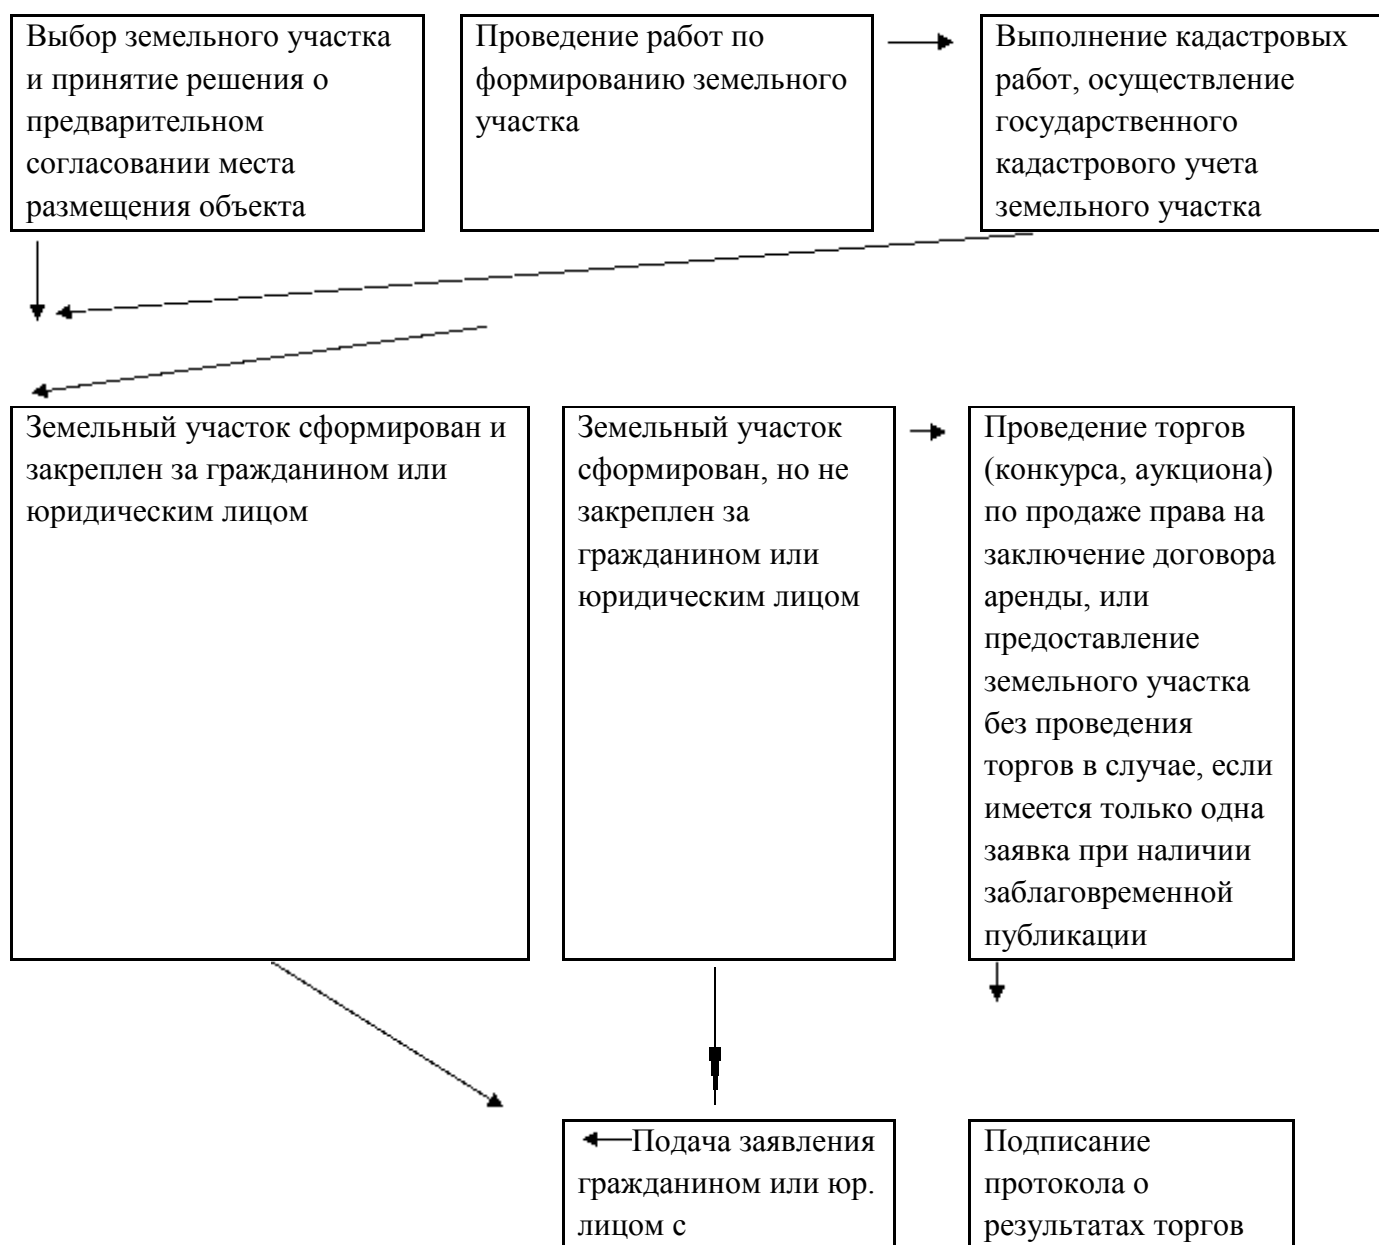 Выбор земельного участка
и принятие решения о
предварительном
согласовании места
размещения объекта
Проведение работ по
формированию земельного
участка
Выполнение кадастровых
работ, осуществление
государственного
кадастрового учета
земельного участка
Земельный участок сформирован и
закреплен за гражданином или
юридическим лицом
Земельный участок
сформирован, но не
закреплен за
гражданином или
юридическим лицом
Проведение торгов
(конкурса, аукциона)
по продаже права на
заключение договора
аренды, или
предоставление
земельного участка
без проведения
торгов в случае, если
имеется только одна
заявка при наличии
заблаговременной
публикации
Подача заявления
гражданином или юр.
лицом с
Подписание
протокола о
результатах торгов